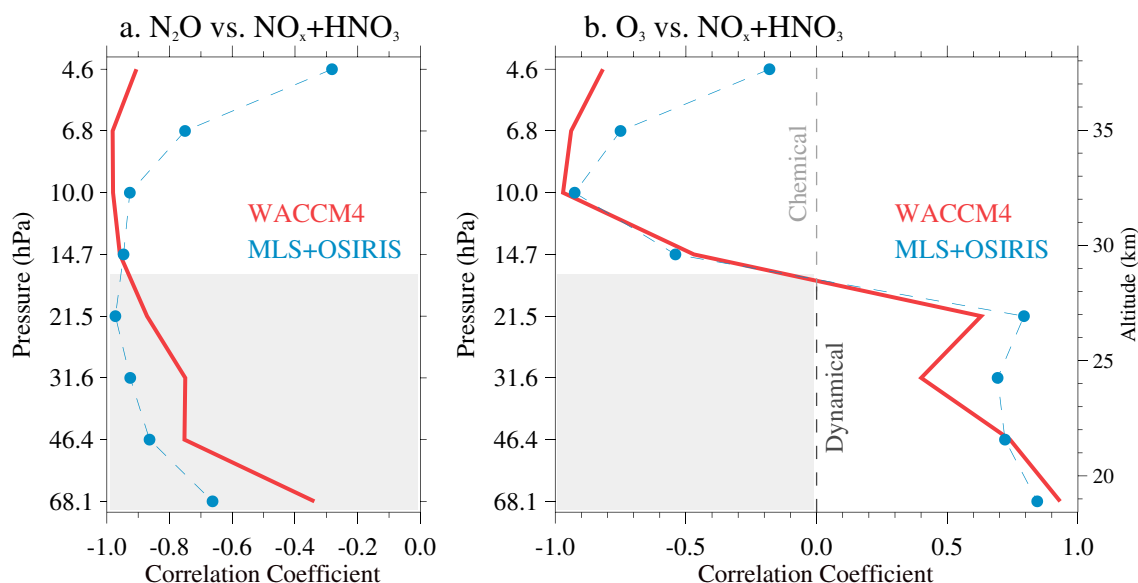 a. N₂O vs. NOₓ+HNO₃
Pressure (hPa)
4.6
6.8
10.0
14.7
21.5
31.6
46.4
68.1
WACCM4
MLS+OSIRIS
-1.0 -0.8 -0.6 -0.4 -0.2 0.0
Correlation Coefficient
b. O₃ vs. NOₓ+HNO₃
Pressure (hPa)
4.6
6.8
10.0
14.7
21.5
31.6
46.4
68.1
Chemical
Dynamical
WACCM4
MLS+OSIRIS
35
30
25
20
Altitude (km)
-1.0 -0.5 0.0 0.5 1.0
Correlation Coefficient